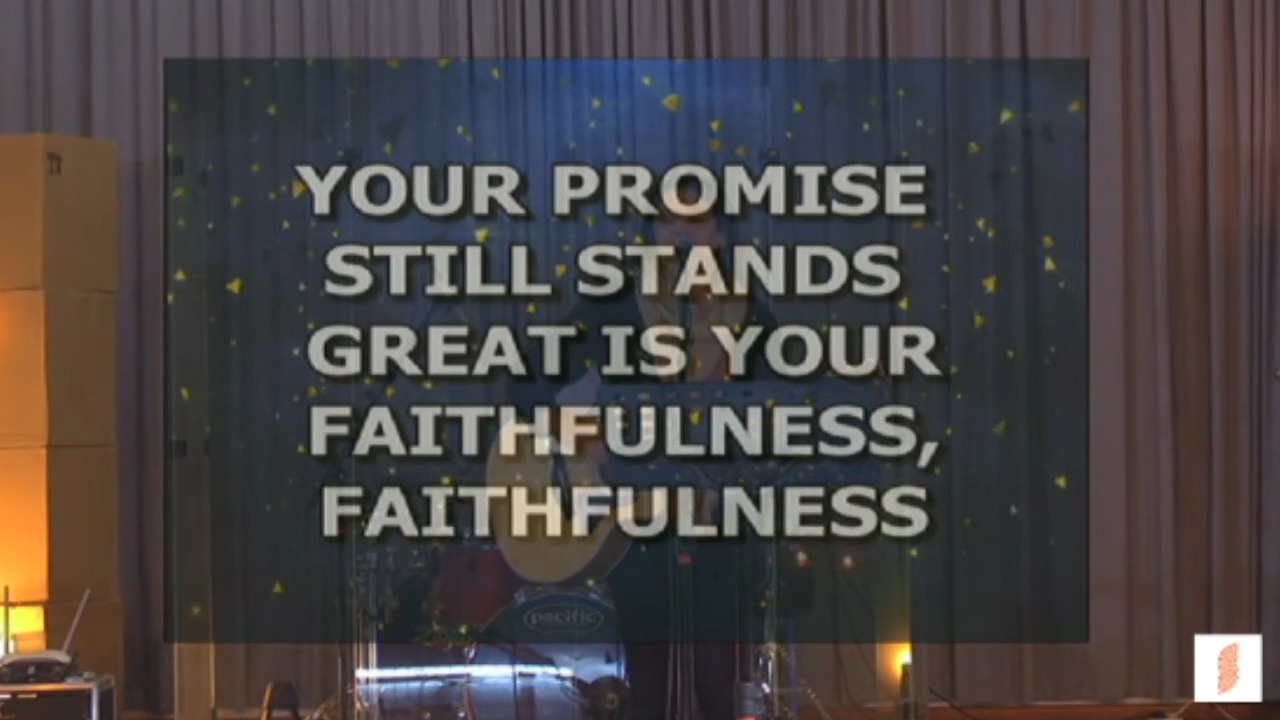 YOUR PROMISE
STILL STANDS
GREAT IS YOUR
FAITHFULNESS,
FAITHFULNESS
pacific